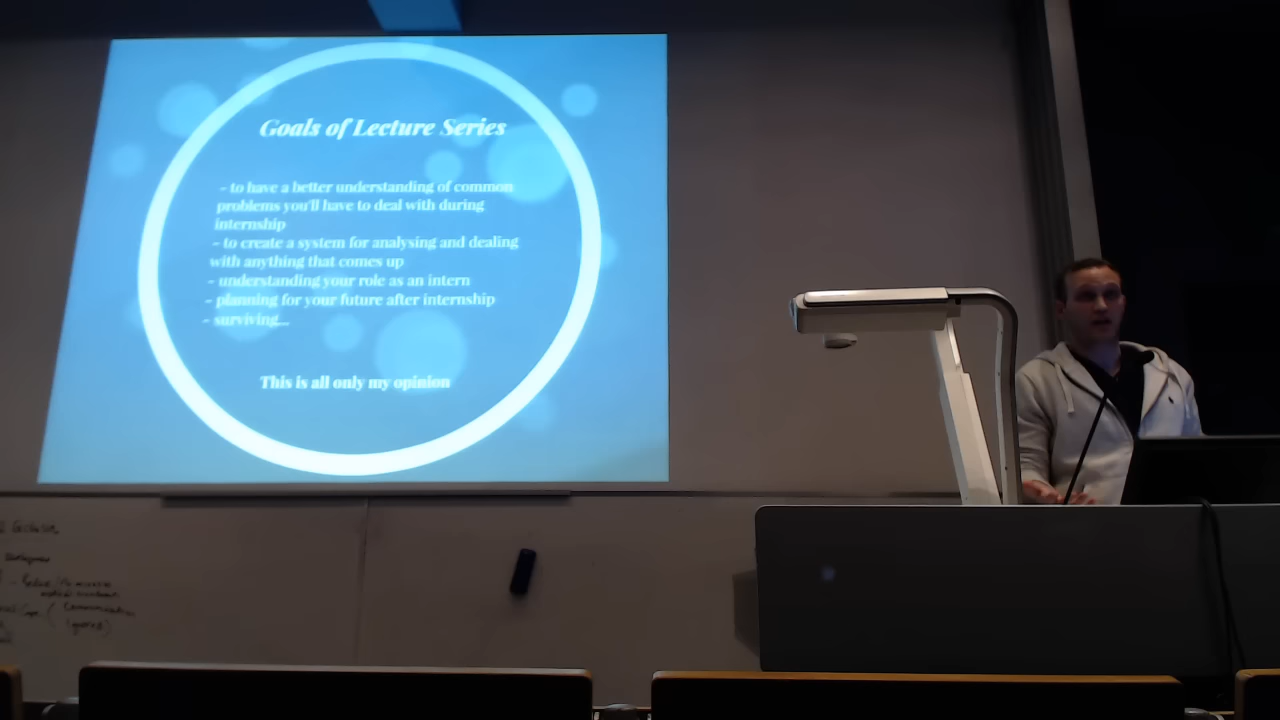 Goals of Lecture Series
- to have a better understanding of common
problems you'll have to deal with during
internship
- to create a system for analysing and dealing
with anything that comes up
- understanding your role as an intern
- planning for your future after internship
- surviving...
This is all only my opinion